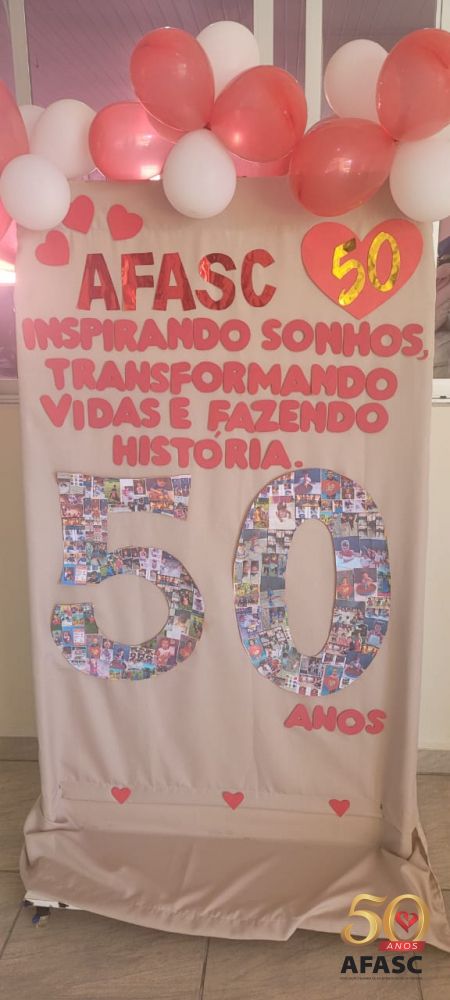 AFASC
50
INSPIRANDO SONHOS,
TRANSFORMANDO
VIDAS E FAZENDO
HISTÓRIA.
50
ANOS
50
ANOS
AFASC